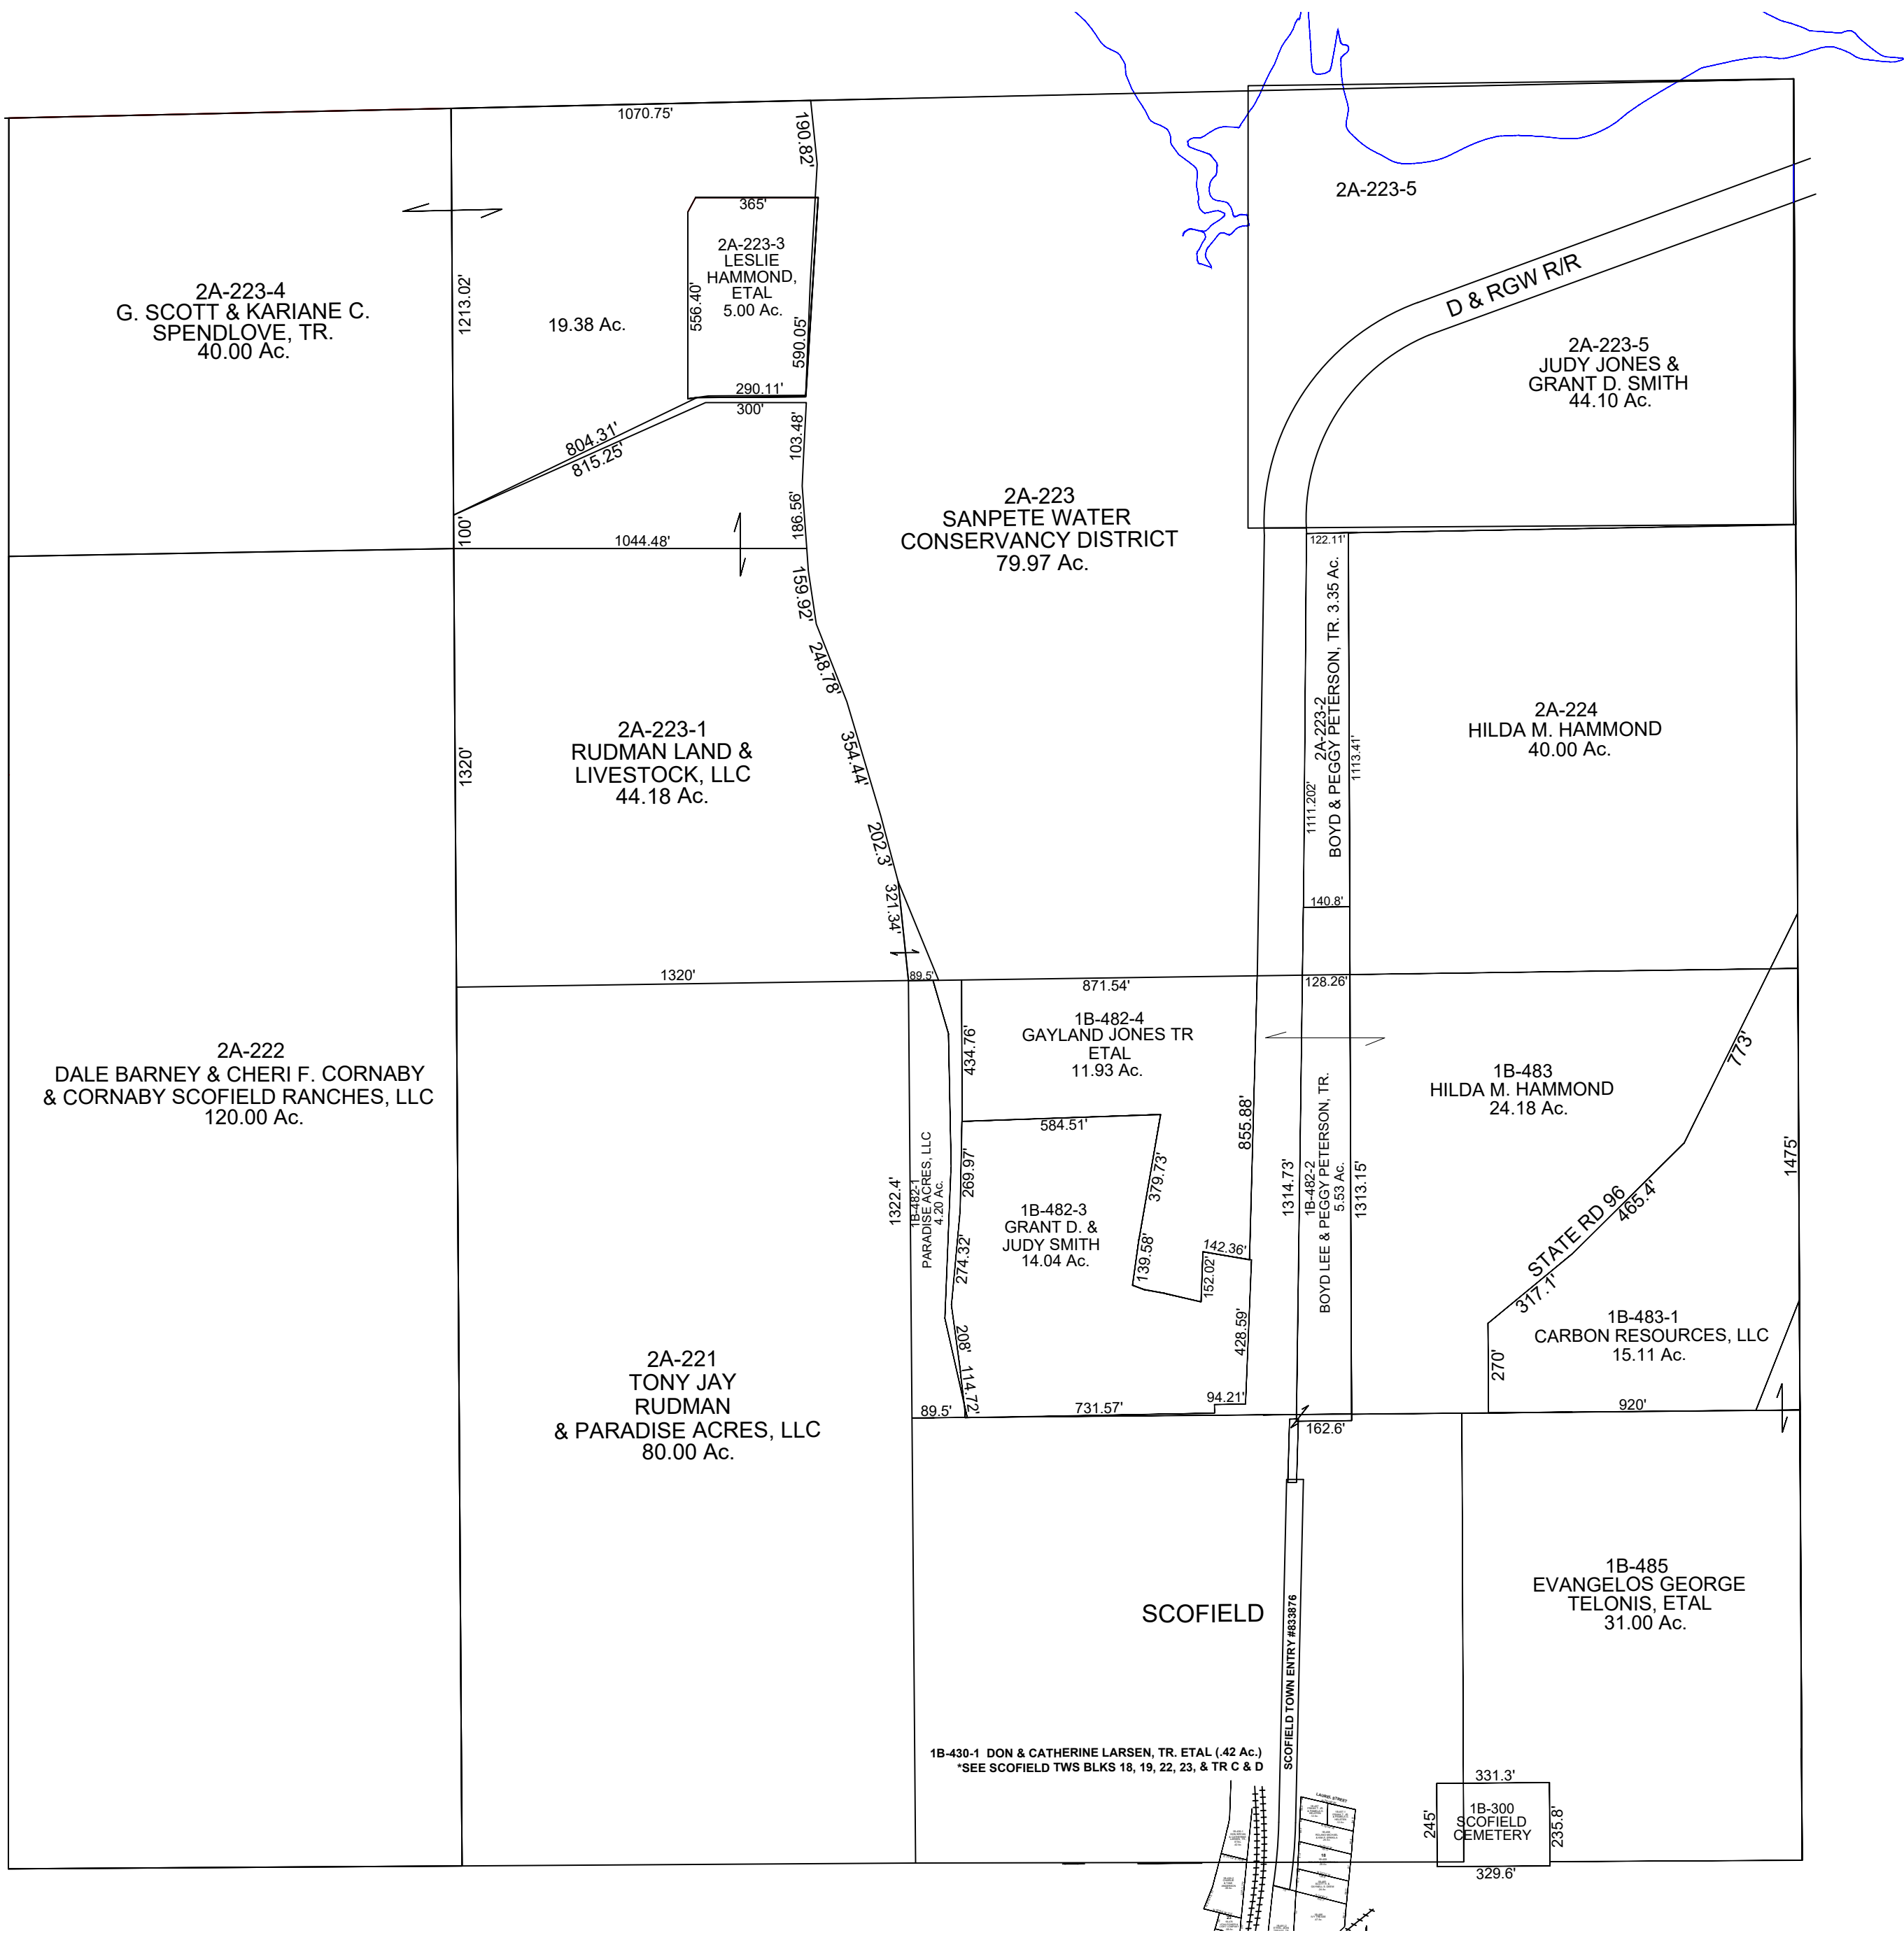 1070.75'
190.82'
2A-223-5
365'
2A-223-3
LESLIE
HAMMOND,
ETAL
5.00 Ac.
556.40'
590.05'
290.11'
300'
2A-223-4
G. SCOTT & KARIANE C.
SPENDLOVE, TR.
40.00 Ac.
1213.02'
19.38 Ac.
D & RGW R/R
2A-223-5
JUDY JONES &
GRANT D. SMITH
44.10 Ac.
804.31'
815.25'
103.48'
186.56'
100'
1044.48'
2A-223
SANPETE WATER
CONSERVANCY DISTRICT
79.97 Ac.
122.11'
159.92'
248.78'
354.44'
202.3'
321.34'
2A-223-1
RUDMAN LAND &
LIVESTOCK, LLC
44.18 Ac.
1320'
2A-223-2
BOYD & PEGGY PETERSON, TR. 3.35 Ac.
1111.202'
1113.41'
140.8'
2A-224
HILDA M. HAMMOND
40.00 Ac.
1320'
89.5'
871.54'
128.26'
2A-222
DALE BARNEY & CHERI F. CORNABY
& CORNABY SCOFIELD RANCHES, LLC
120.00 Ac.
434.76'
1B-482-4
GAYLAND JONES TR
ETAL
11.93 Ac.
855.88'
584.51'
1B-483
HILDA M. HAMMOND
24.18 Ac.
773'
1475'
465.4'
STATE RD 96
317.1'
1322.4'
1B-482-1
PARADISE ACRES, LLC
4.20 Ac.
269.97'
274.32'
208'
114.72'
1B-482-3
GRANT D. &
JUDY SMITH
14.04 Ac.
379.73'
139.58'
142.36'
152.02'
428.59'
1314.73'
1B-482-2
BOYD LEE & PEGGY PETERSON, TR.
5.53 Ac.
1313.15'
1B-483-1
CARBON RESOURCES, LLC
15.11 Ac.
270'
920'
89.5'
731.57'
94.21'
162.6'
2A-221
TONY JAY
RUDMAN
& PARADISE ACRES, LLC
80.00 Ac.
SCOFIELD
SCOFIELD TOWN ENTRY #833876
1B-485
EVANGELOS GEORGE
TELONIS, ETAL
31.00 Ac.
1B-430-1 DON & CATHERINE LARSEN, TR. ETAL (.42 Ac.)
*SEE SCOFIELD TWS BLKS 18, 19, 22, 23, & TR C & D
LAUREL STREET
18
331.3'
245'
1B-300
SCOFIELD
CEMETERY
235.8'
329.6'